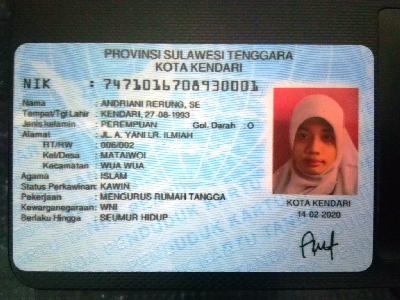 PROVINSI SULAWESI TENGGARA
KOTA KENDARI
NIK : 7471016708930001
Nama : ANDRIANI RERUNG, SE
Tempat/Tgl Lahir : KENDARI, 27-08-1993
Jenis kelamin : PEREMPUAN Gol. Darah O
Alamat : JL. A. YANI LR. ILMIAH
RT/RW : 006/002
Kel/Desa : MATAIWOI
Kecamatan : WUA WUA
Agama : ISLAM
Status Perkawinan: KAWIN
Pekerjaan : MENGURUS RUMAH TANGGA
Kewarganegaraan: WNI
Berlaku Hingga : SEUMUR HIDUP
KOTA KENDARI
14-02-2020